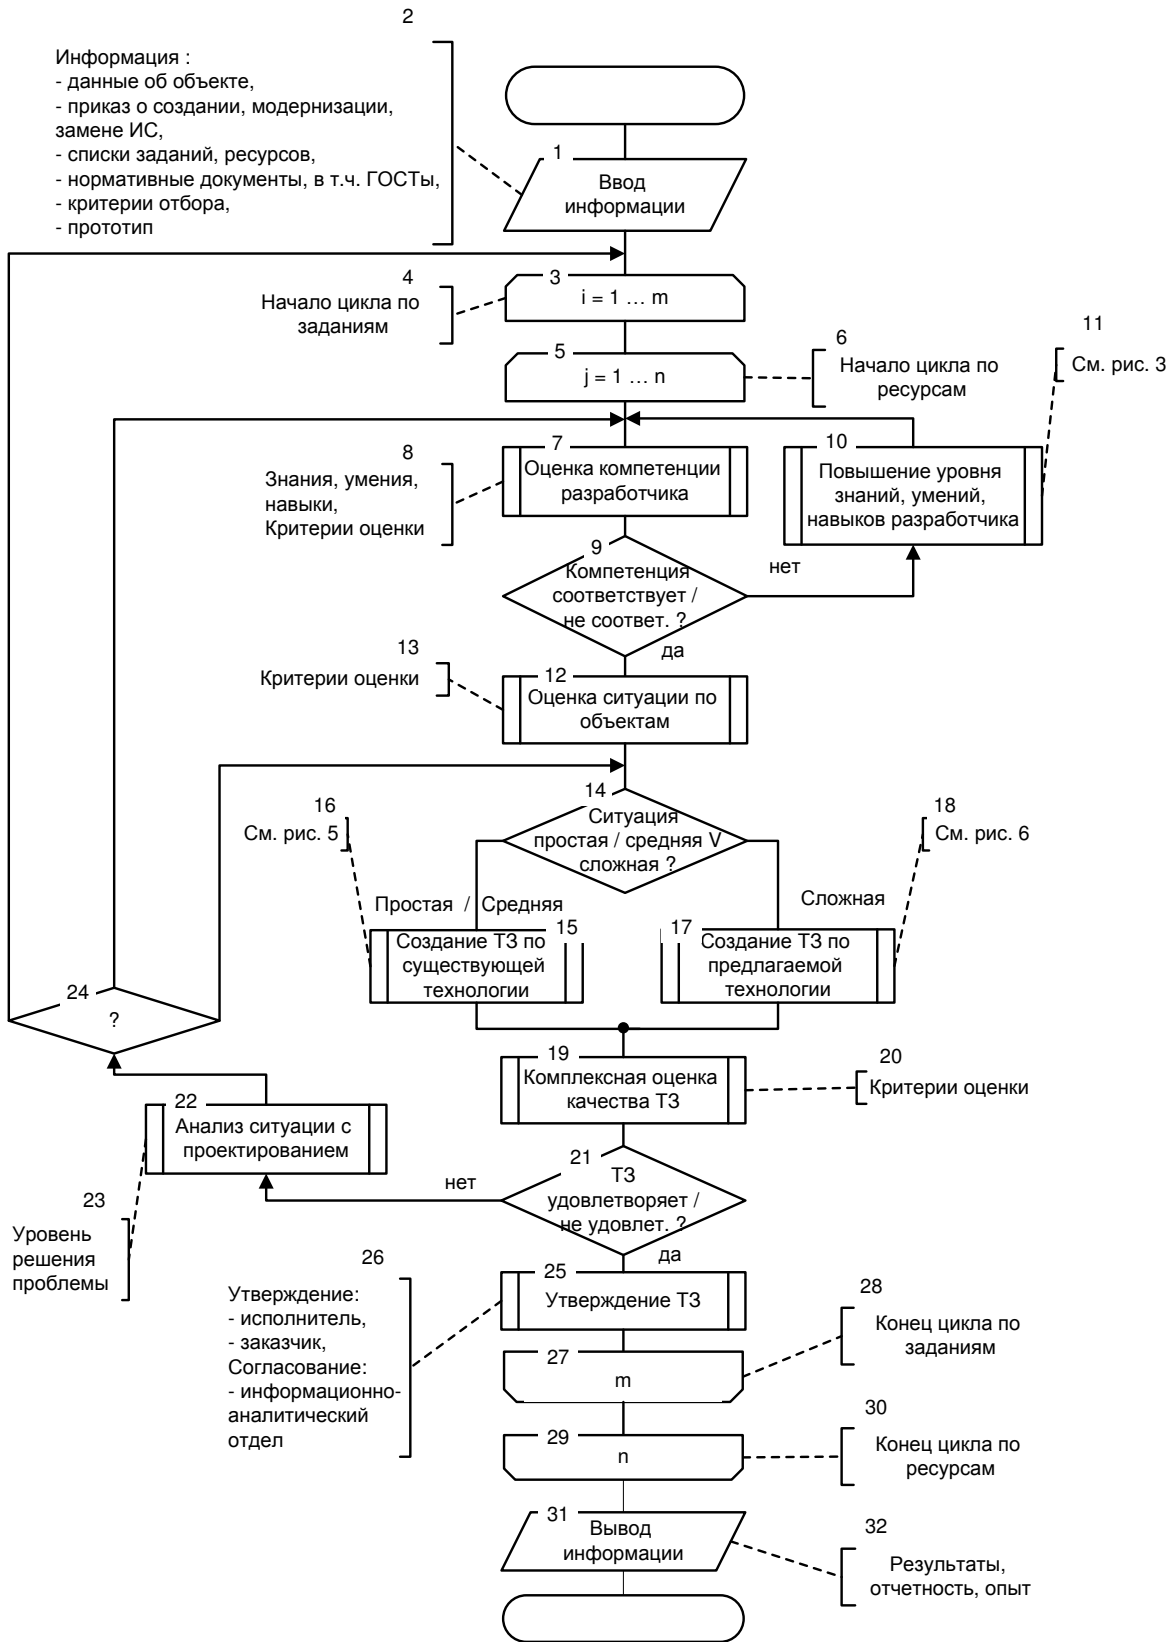 2
Информация :
- данные об объекте,
- приказ о создании, модернизации,
замене ИС,
- списки заданий, ресурсов,
- нормативные документы, в т.ч. ГОСТы,
- критерии отбора,
- прототип
1
Ввод
информации
4
Начало цикла по
заданиям
3
i = 1 … m
5
j = 1 … n
6
Начало цикла по
ресурсам
11
См. рис. 3
8
Знания, умения,
навыки,
Критерии оценки
7
Оценка компетенции
разработчика
10
Повышение уровня
знаний, умений,
навыков разработчика
9
Компетенция
соответствует /
не соответ. ?
нет
да
13
Критерии оценки
12
Оценка ситуации по
объектам
14
Ситуация
простая / средняя V
сложная ?
16
См. рис. 5
18
См. рис. 6
Простая / Средняя
Сложная
15
Создание ТЗ по
существующей
технологии
17
Создание ТЗ по
предлагаемой
технологии
24
?
19
Комплексная оценка
качества ТЗ
20
Критерии оценки
22
Анализ ситуации с
проектированием
21
ТЗ
удовлетворяет /
не удовлет. ?
нет
да
23
Уровень
решения
проблемы
26
Утверждение:
- исполнитель,
- заказчик,
Согласование:
- информационно-
аналитический
отдел
25
Утверждение ТЗ
28
Конец цикла по
заданиям
27
m
30
Конец цикла по
ресурсам
29
n
31
Вывод
информации
32
Результаты,
отчетность, опыт